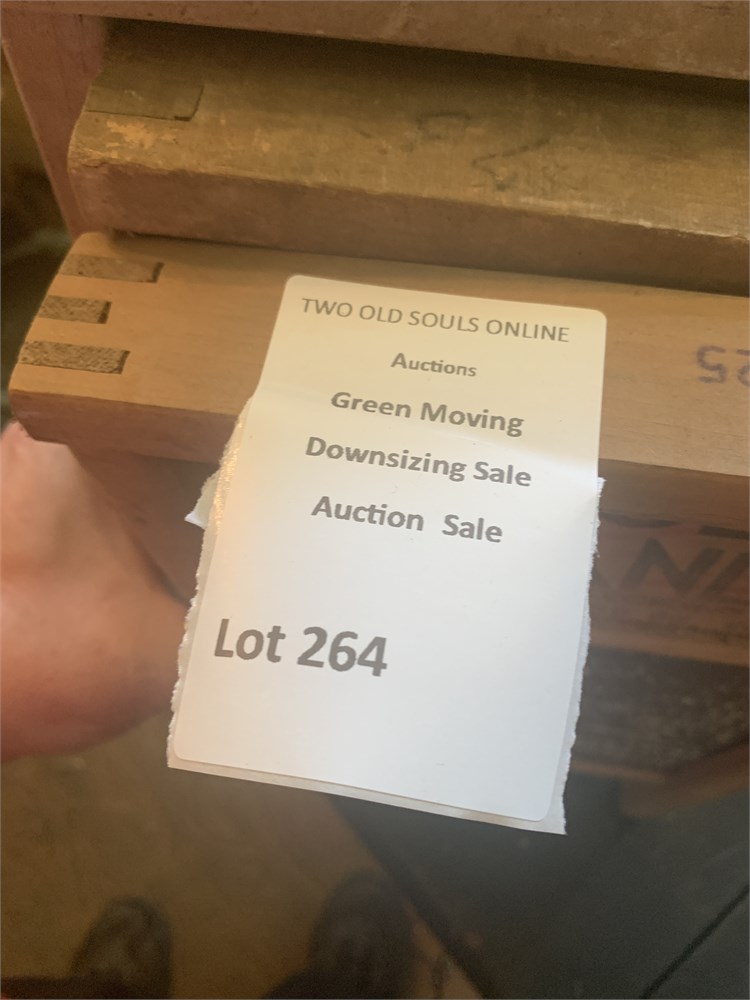 TWO OLD SOULS ONLINE
Auctions
Green Moving
Downsizing Sale
Auction Sale
Lot 264